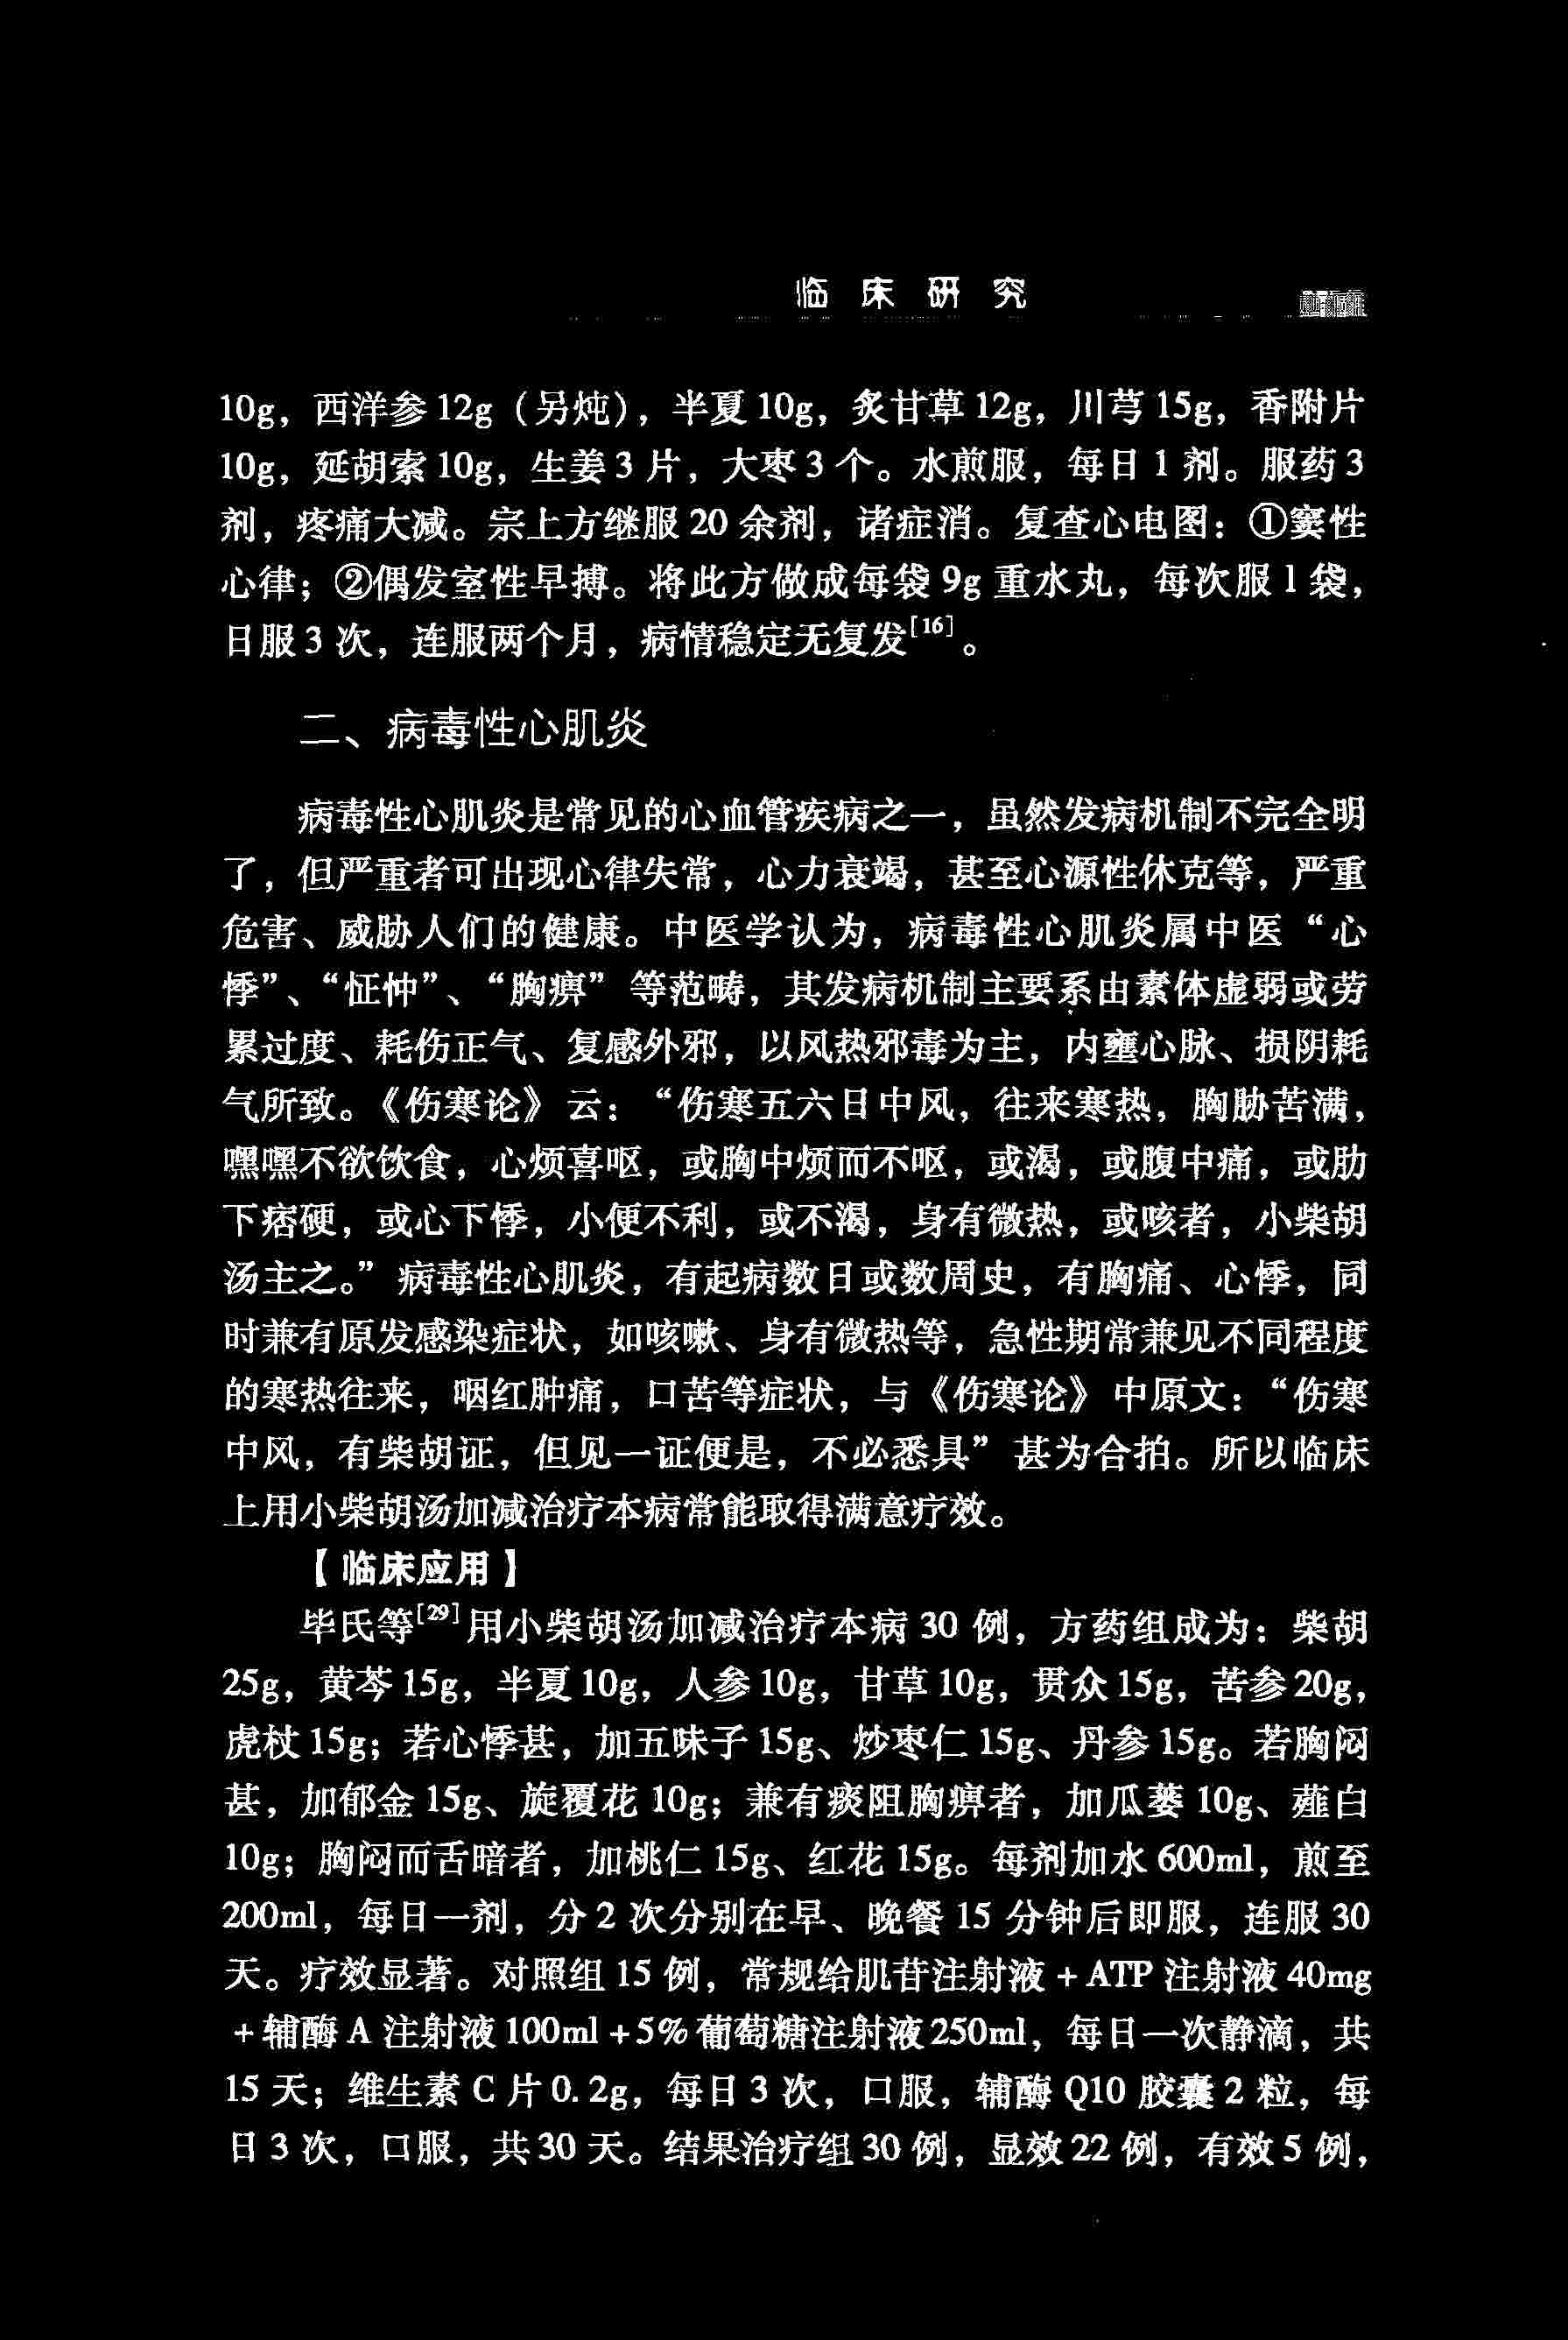 临床研究
10g，西洋参12g（另炖），半夏10g，炙甘草12g，川芎15g，香附片
10g，延胡索10g，生姜3片，大枣3个。水煎服，每日1剂。服药3
剂，疼痛大减。宗上方继服20余剂，诸症消。复查心电图：①窦性
心律；②偶发室性早搏。将此方做成每袋9g重水丸，每次服1袋，
日服3次，连服两个月，病情稳定无复发[16]。
二、病毒性心肌炎
病毒性心肌炎是常见的心血管疾病之一，虽然发病机制不完全明
了，但严重者可出现心律失常，心力衰竭，甚至心源性休克等，严重
危害、威胁人们的健康。中医学认为，病毒性心肌炎属中医“心
悸”、“怔忡”、“胸痹”等范畴，其发病机制主要系由素体虚弱或劳
累过度、耗伤正气、复感外邪，以风热邪毒为主，内壅心脉、损阴耗
气所致。《伤寒论》云：“伤寒五六日中风，往来寒热，胸胁苦满，
嘿嘿不欲饮食，心烦喜呕，或胸中烦而不呕，或渴，或腹中痛，或肋
下痞硬，或心下悸，小便不利，或不渴，身有微热，或咳者，小柴胡
汤主之。”病毒性心肌炎，有起病数日或数周史，有胸痛、心悸，同
时兼有原发感染症状，如咳嗽、身有微热等，急性期常兼见不同程度
的寒热往来，咽红肿痛，口苦等症状，与《伤寒论》中原文：“伤寒
中风，有柴胡证，但见一证便是，不必悉具”甚为合拍。所以临床
上用小柴胡汤加减治疗本病常能取得满意疗效。
【临床应用】
毕氏等[29]用小柴胡汤加减治疗本病30例，方药组成为：柴胡
25g，黄芩15g，半夏10g，人参10g，甘草10g，贯众15g，苦参20g，
虎杖15g；若心悸甚，加五味子15g、炒枣仁15g、丹参15g。若胸闷
甚，加郁金15g、旋覆花10g；兼有痰阻胸痹者，加瓜蒌10g、薤白
10g；胸闷而舌暗者，加桃仁15g、红花15g。每剂加水600ml，煎至
200ml，每日一剂，分2次分别在早、晚餐15分钟后即服，连服30
天。疗效显著。对照组15例，常规给肌苷注射液+ATP注射液40mg
+辅酶A注射液100ml+5%葡萄糖注射液250ml，每日一次静滴，共
15天；维生素C片0.2g，每日3次，口服，辅酶Q10胶囊2粒，每
日3次，口服，共30天。结果治疗组30例，显效22例，有效5例，